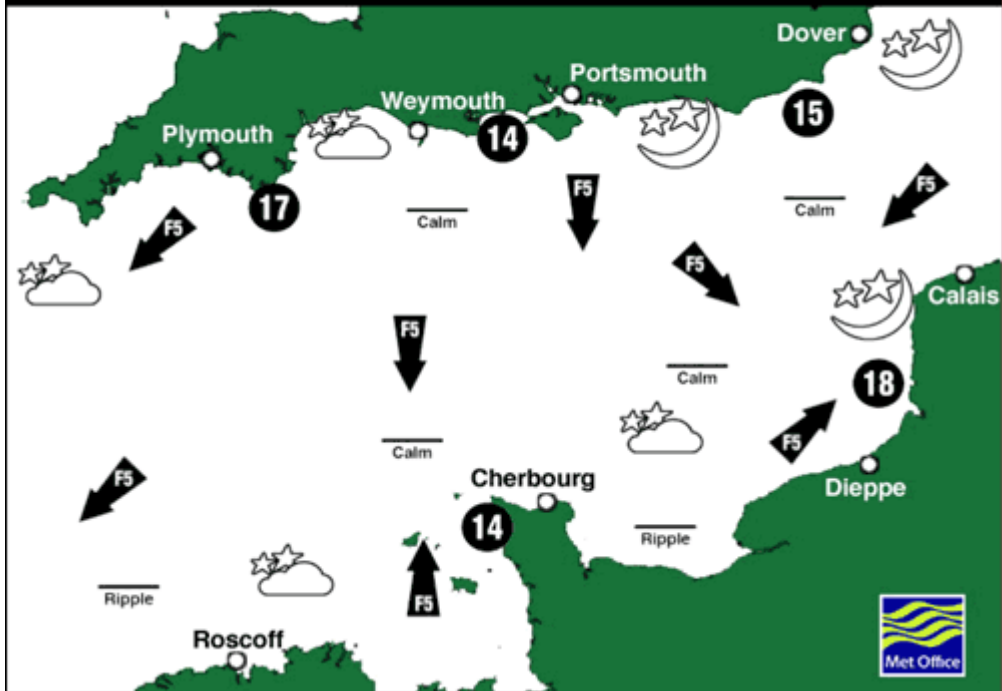 Dover
Portsmouth
Weymouth
15
14
Plymouth
17
F5
Calm
F5
Calm
F5
F5
F5
Calais
F5
Calm
18
Calm
F5
F5
Cherbourg
Dieppe
14
Ripple
F5
Ripple
Roscoff
Met Office